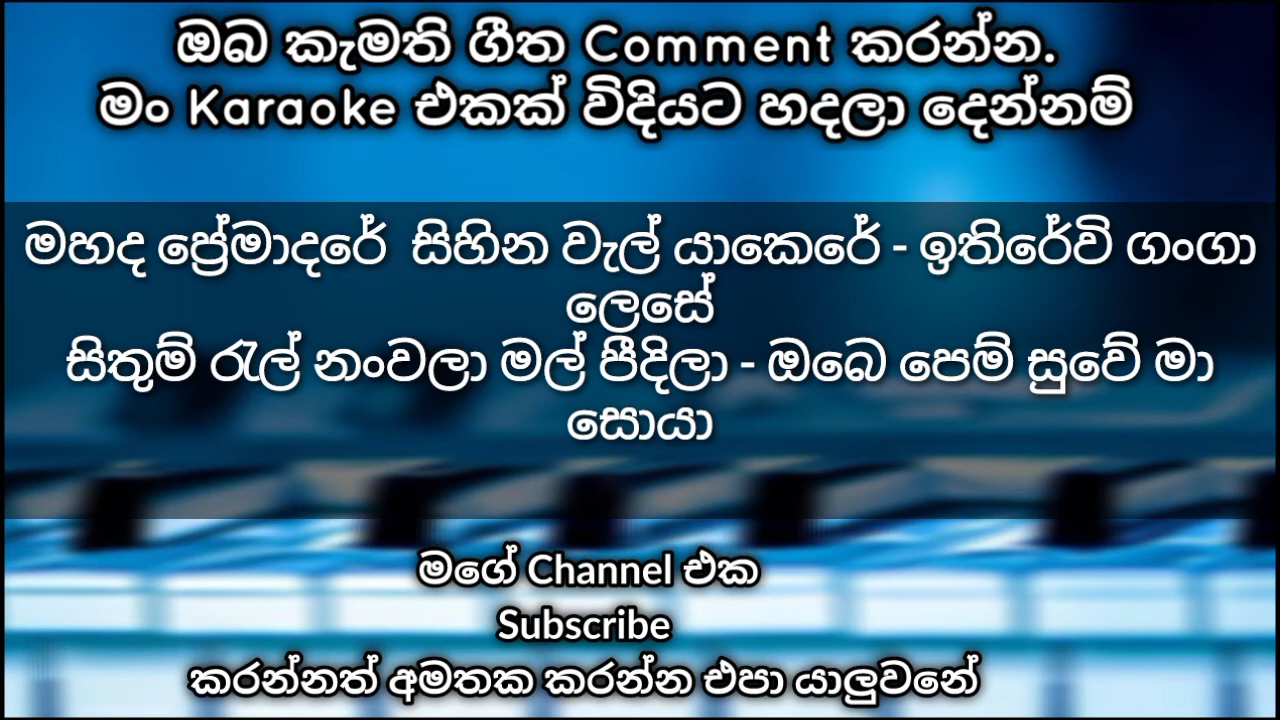 ඔබ කැමති ගීත Comment කරන්න.
මං Karaoke එකක් විදියට හදලා දෙන්නම්
මහද ප්‍රේමාදරේ සිහින වැල් යාකෙරේ - ඉතිරේවි ගංගා
ලෙසේ
සිතුම් රැල් නංවලා මල් පීදිලා - ඔබෙ පෙම් සුවේ මා
සොයා
මගේ Channel එක
Subscribe
කරන්නත් අමතක කරන්න එපා යාලුවනේ